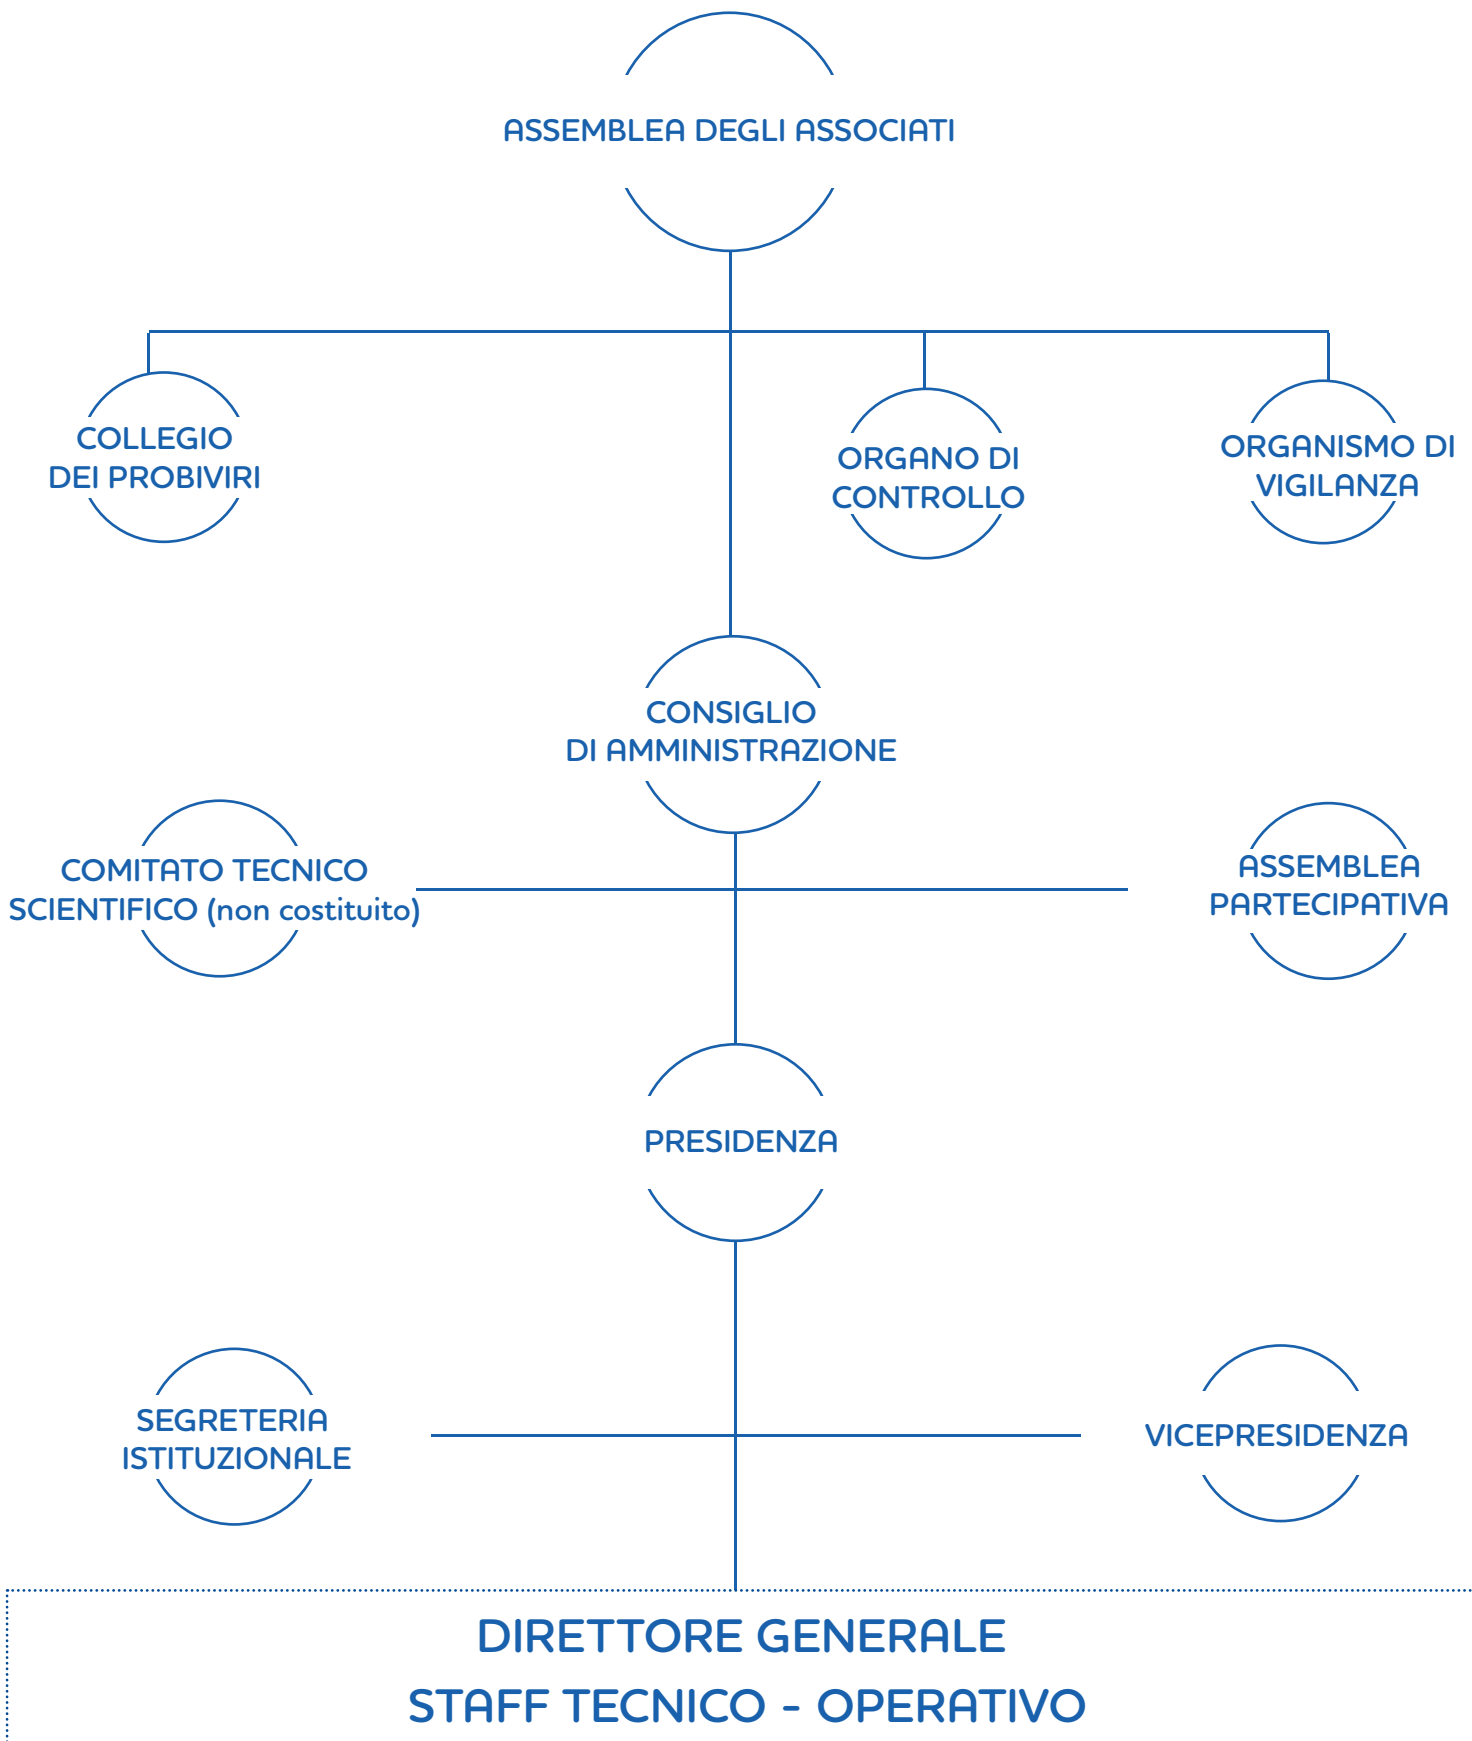 ASSEMBLEA DEGLI ASSOCIATI
COLLEGIO
DEI PROBIVIRI
ORGANO DI
CONTROLLO
ORGANISMO DI
VIGILANZA
CONSIGLIO
DI AMMINISTRAZIONE
COMITATO TECNICO
SCIENTIFICO (non costituito)
ASSEMBLEA
PARTECIPATIVA
PRESIDENZA
SEGRETERIA
ISTITUZIONALE
VICEPRESIDENZA
DIRETTORE GENERALE
STAFF TECNICO - OPERATIVO